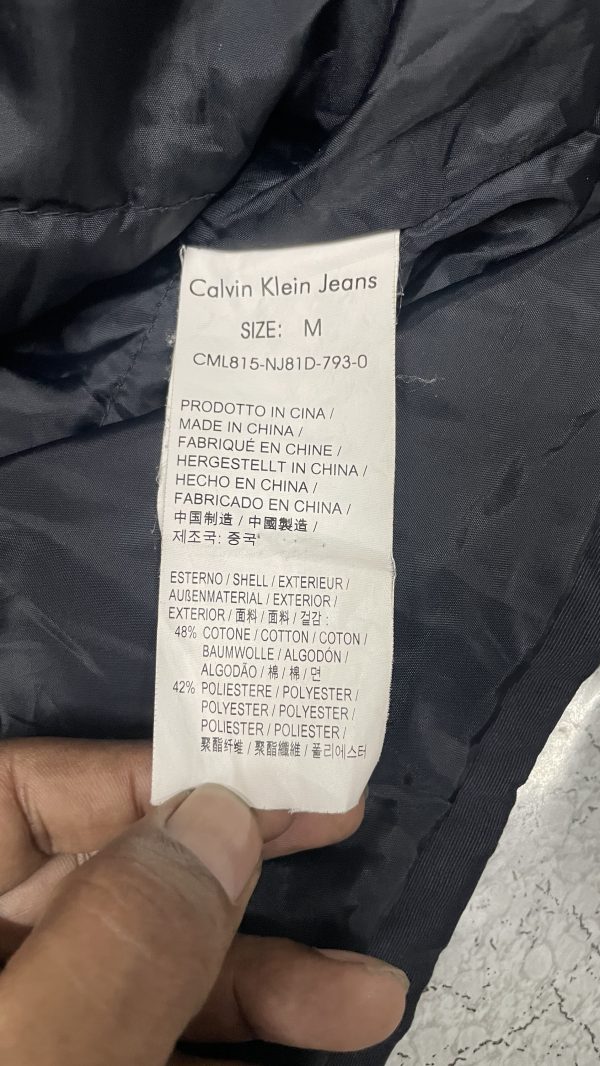 Calvin Klein Jeans
SIZE: M
CML815-NJ81D-793-0
PRODOTTO IN CINA /
MADE IN CHINA /
FABRIQUÉ EN CHINE /
HERGESTELLT IN CHINA /
HECHO EN CHINA /
FABRICADO EN CHINA /
中国制造 / 中國製造 /
제조국: 중국
ESTERNO / SHELL / EXTERIEUR /
AUßENMATERIAL / EXTERIOR /
EXTERIOR / 面料 / 面料 / 겉감 :
48% COTONE / COTTON / COTON /
BAUMWOLLE / ALGODÓN /
ALGODÃO / 棉 / 棉 / 면
42% POLIESTERE / POLYESTER /
POLYESTER / POLYESTER /
POLIESTER / POLIESTER /
聚酯纤维 / 聚酯纖維 / 폴리에스터